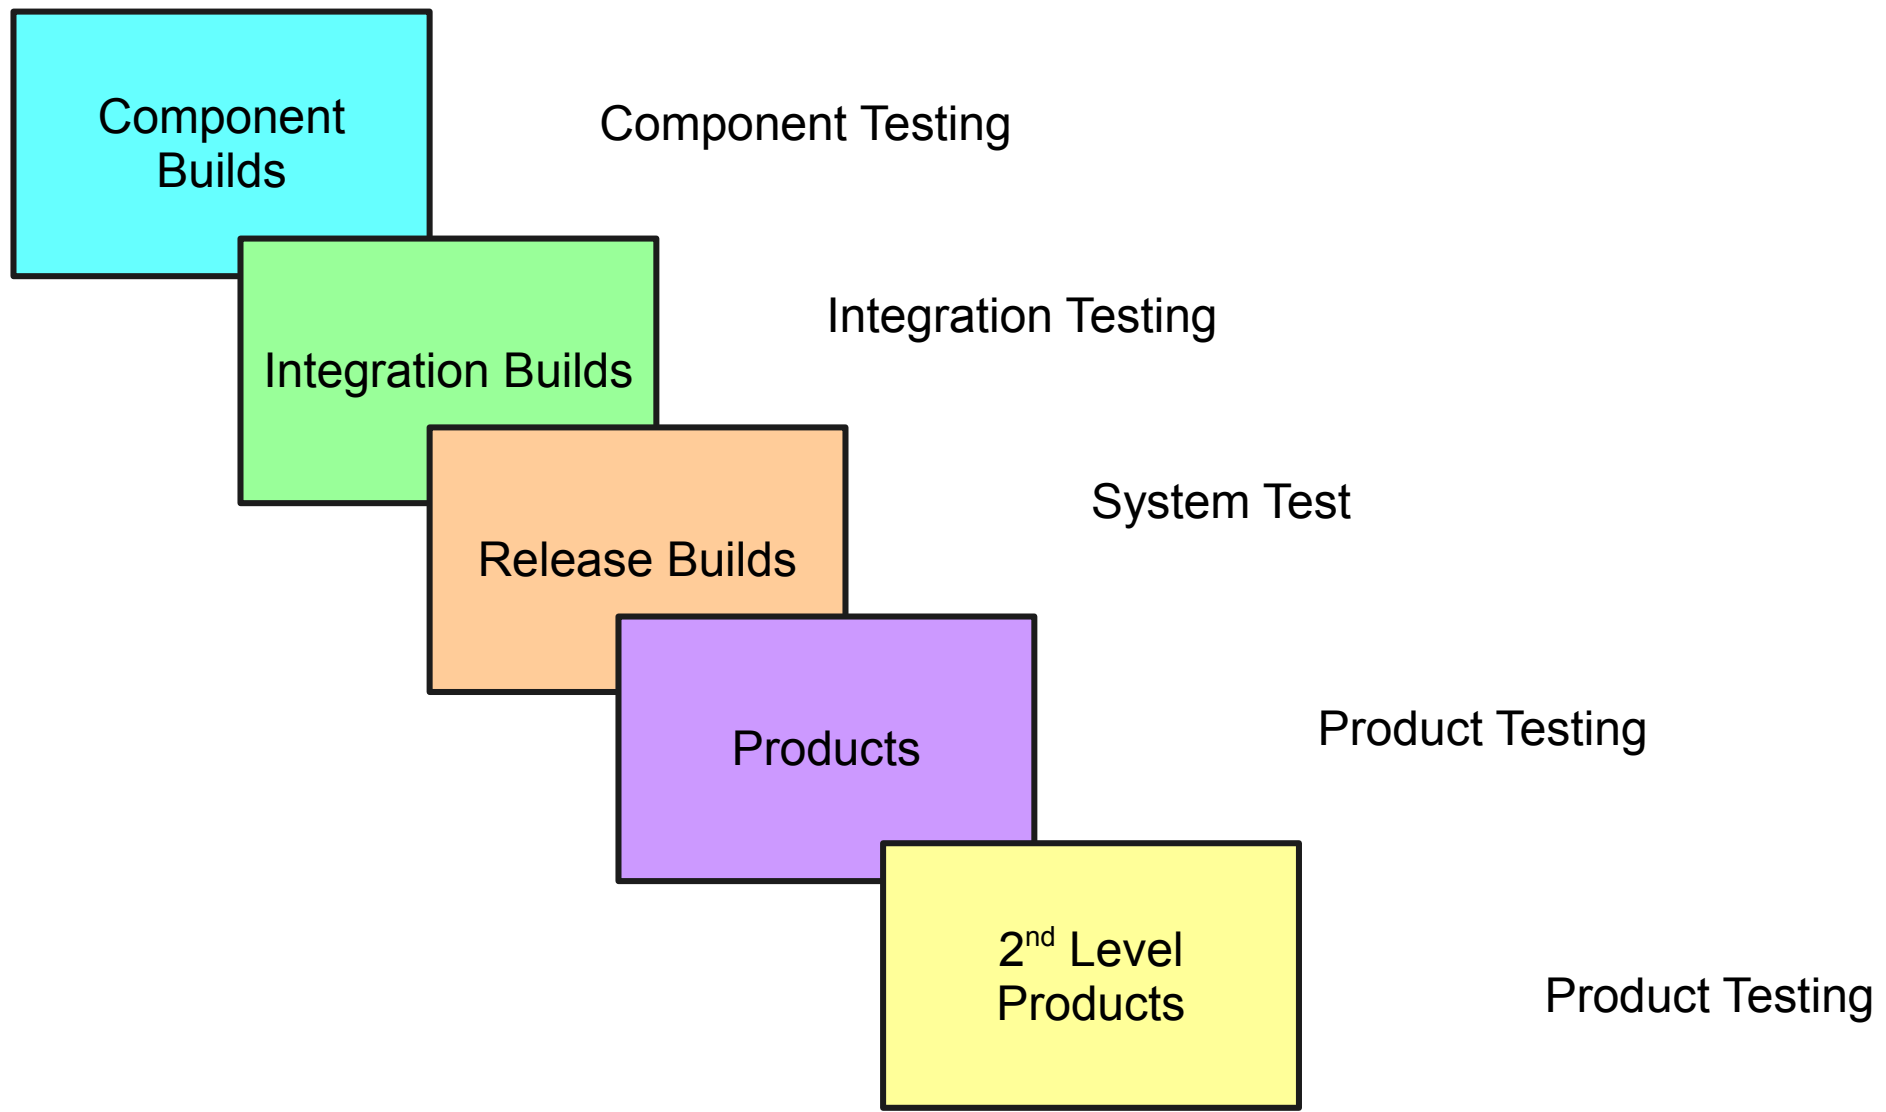 Component
Builds
Component Testing
Integration Testing
Integration Builds
System Test
Release Builds
Product Testing
Products
2nd Level
Products
Product Testing